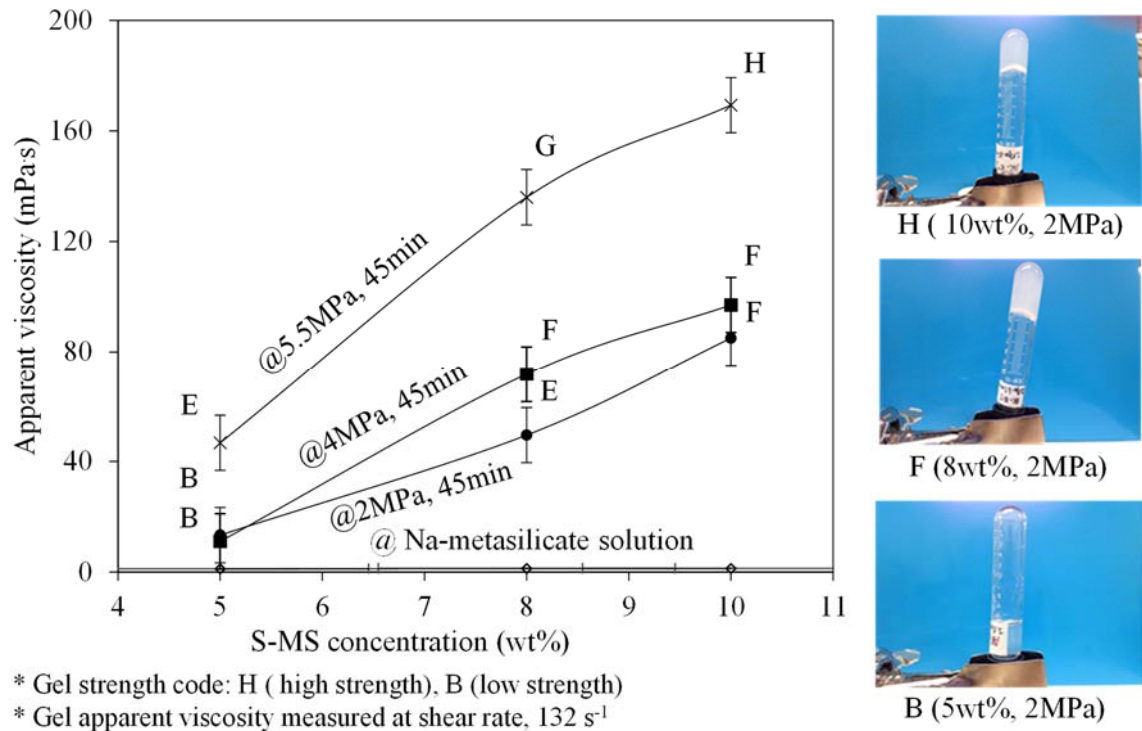 200
160
120
80
40
0
Apparent viscosity (mPa·s)
H
G
E
B
B
F
F
F
E
@5.5MPa, 45min
@4MPa, 45min
@2MPa, 45min
@ Na-metasilicate solution
4 5 6 7 8 9 10 11
S-MS concentration (wt%)
* Gel strength code: H ( high strength), B (low strength)
* Gel apparent viscosity measured at shear rate, 132 s⁻¹
H ( 10wt%, 2MPa)
F (8wt%, 2MPa)
B (5wt%, 2MPa)